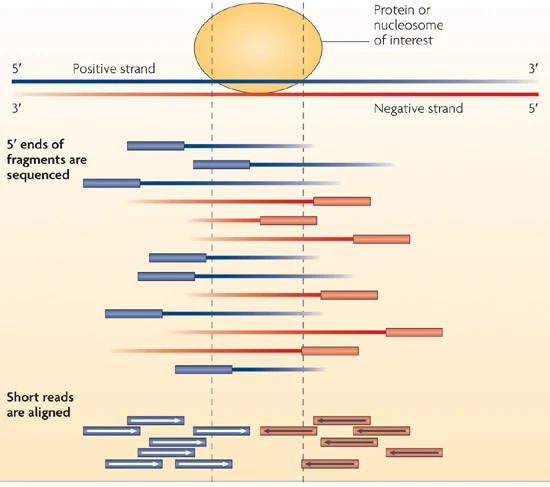 Protein or
nucleosome
of interest
5′ Positive strand 3′
3′ Negative strand 5′
5′ ends of
fragments are
sequenced
Short reads
are aligned